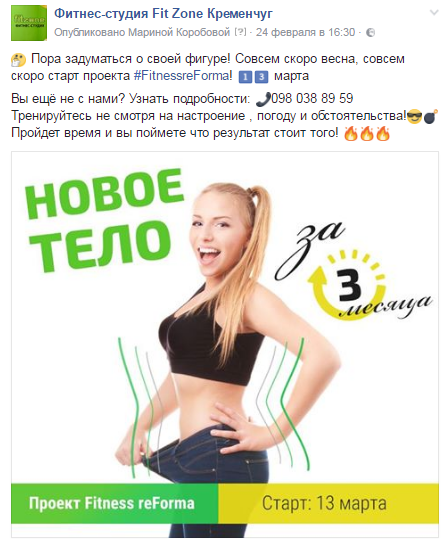 Фитнес-студия Fit Zone Кременчуг
Опубликовано Мариной Коробовой [?] · 24 февраля в 16:30 ·
🤔 Пора задуматься о своей фигуре! Совсем скоро весна, совсем
скоро старт проекта #FitnessreForma! 1️⃣3️⃣ марта
Вы ещё не с нами? Узнать подробности: 📞098 038 89 59
Тренируйтесь не смотря на настроение , погоду и обстоятельства!😎💣
Пройдет время и вы поймете что результат стоит того! 🔥🔥🔥
НОВОЕ
ТЕЛО
за
3
месяца
Проект Fitness reForma
Старт: 13 марта